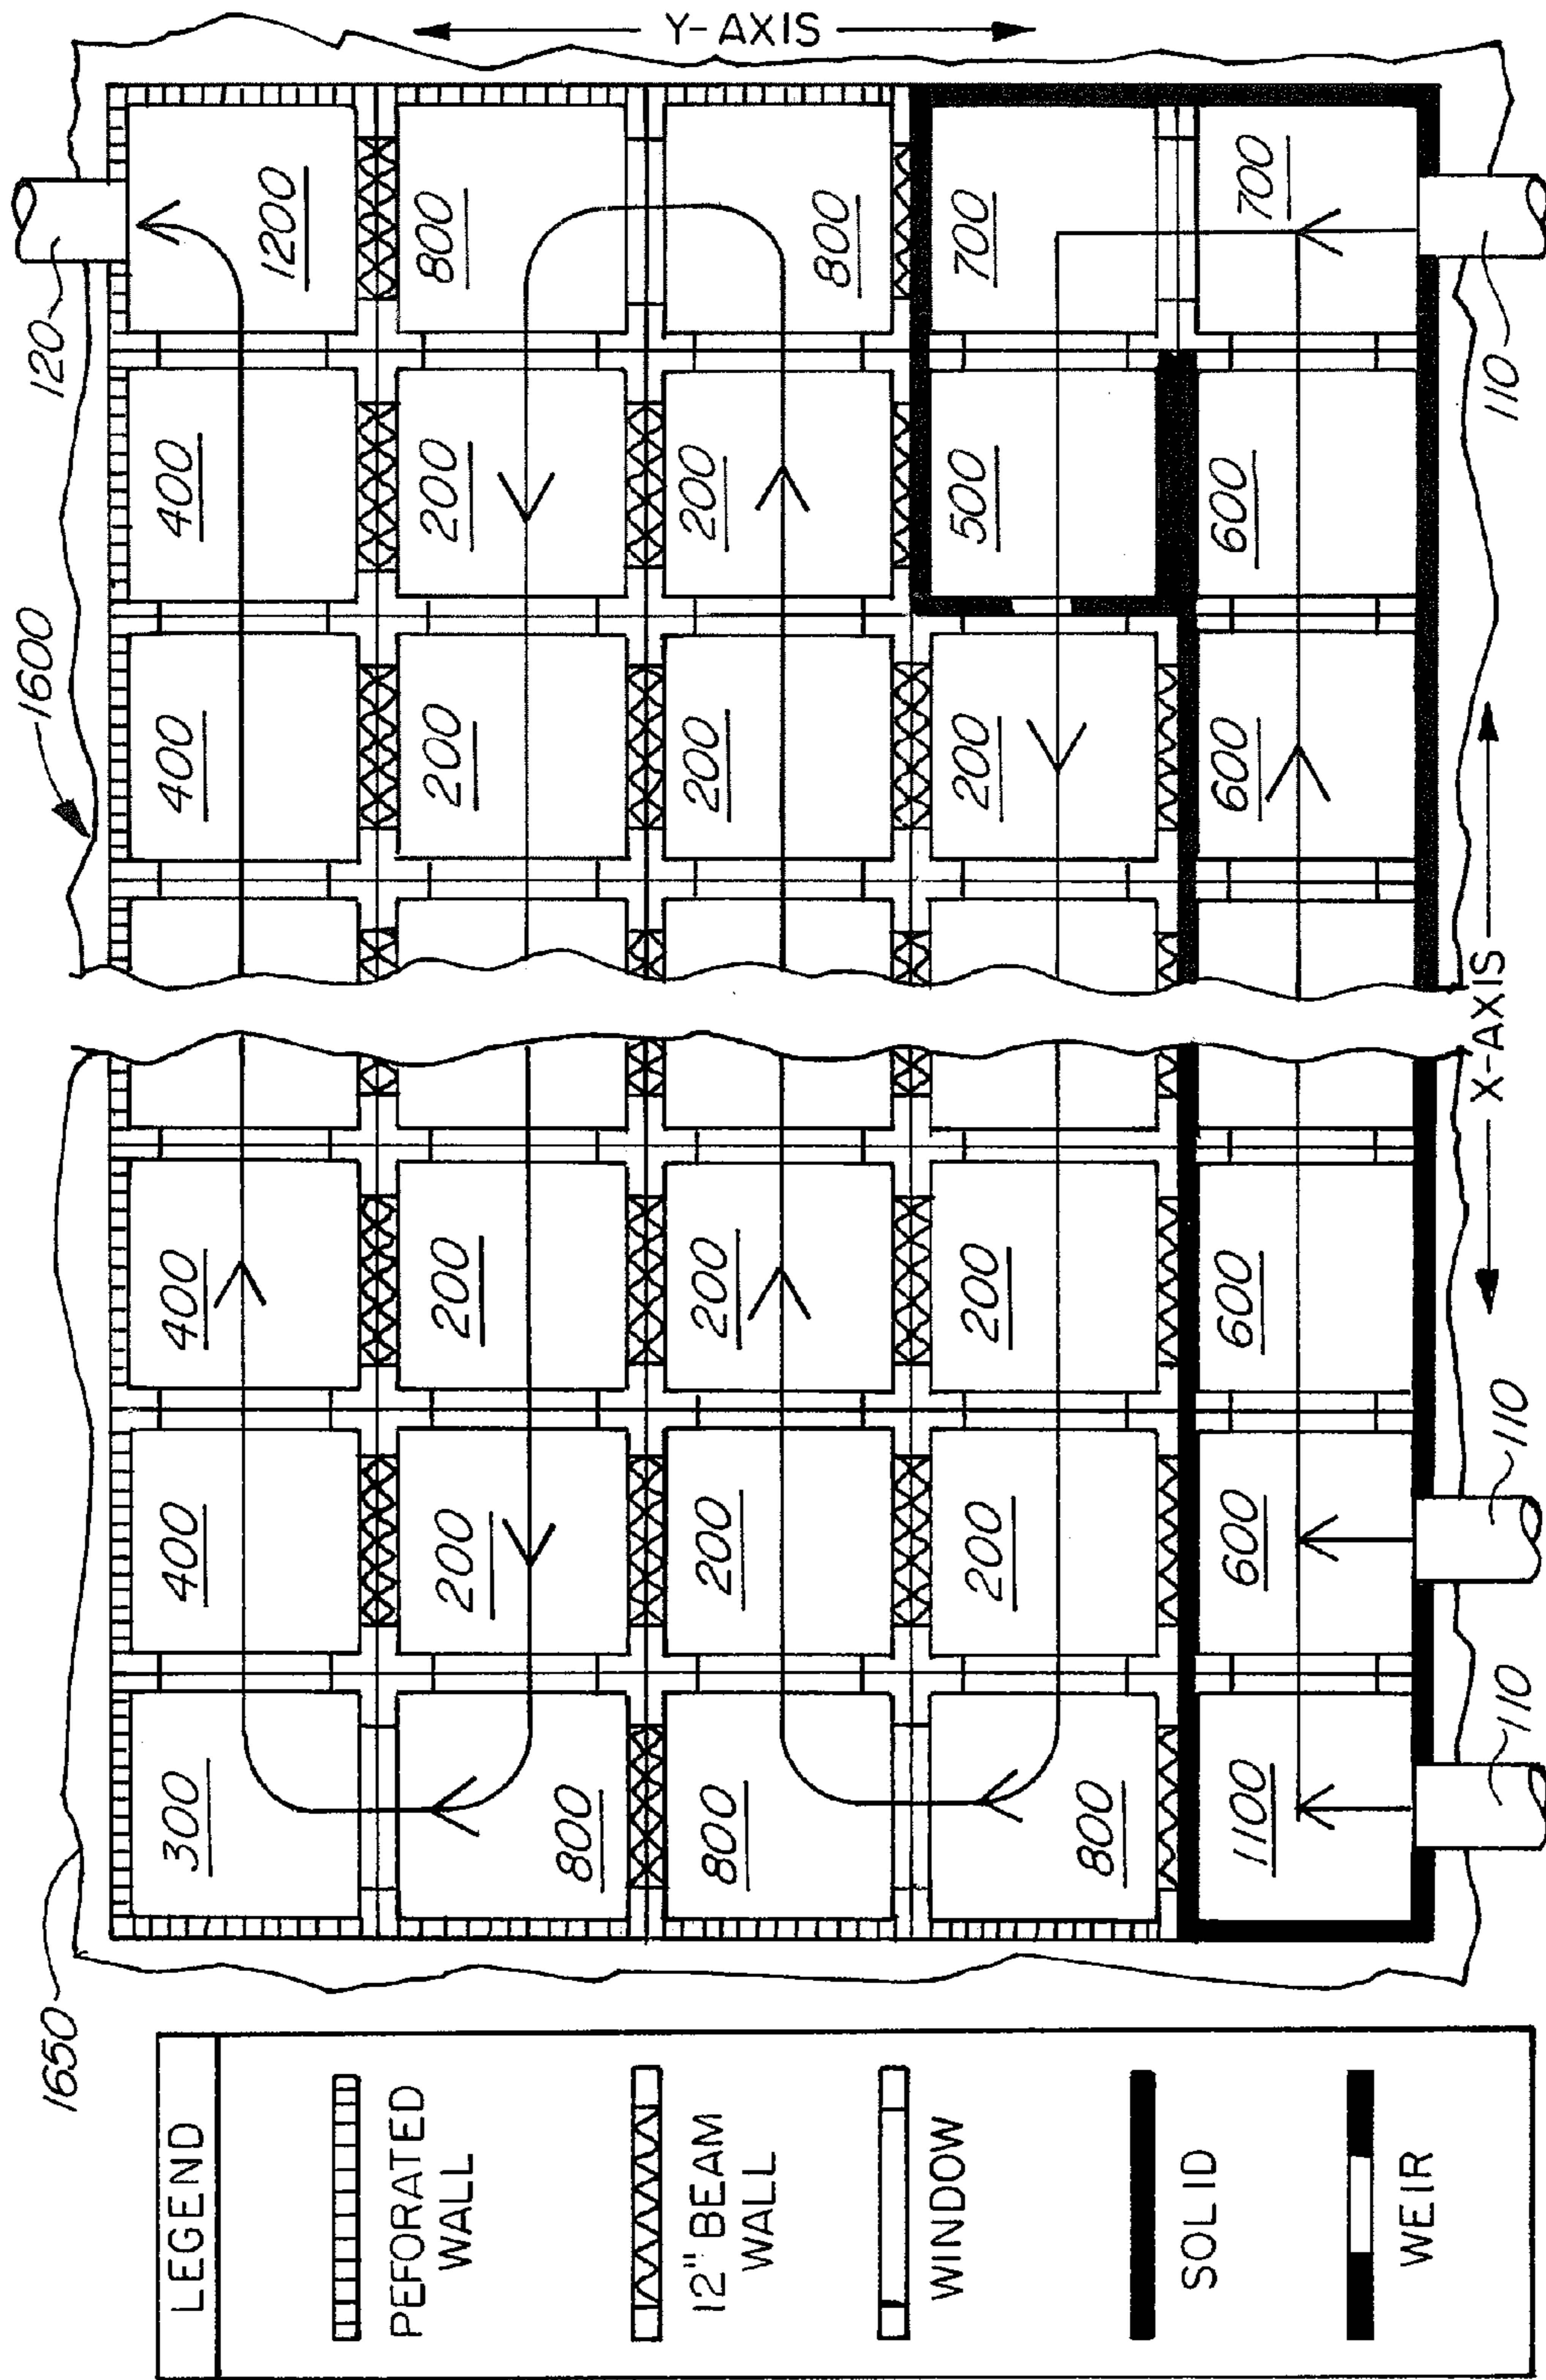 1650
1600
120
LEGEND
PEFORATED
WALL
12" BEAM
WALL
WINDOW
SOLID
WEIR
300 400 400 400 400 1200
800 200 200 200 200 800
800 200 200 200 200 800
800 200 200 200 500 700
1100 600 600 600 600 700
110 110 110
X-AXIS
Y-AXIS